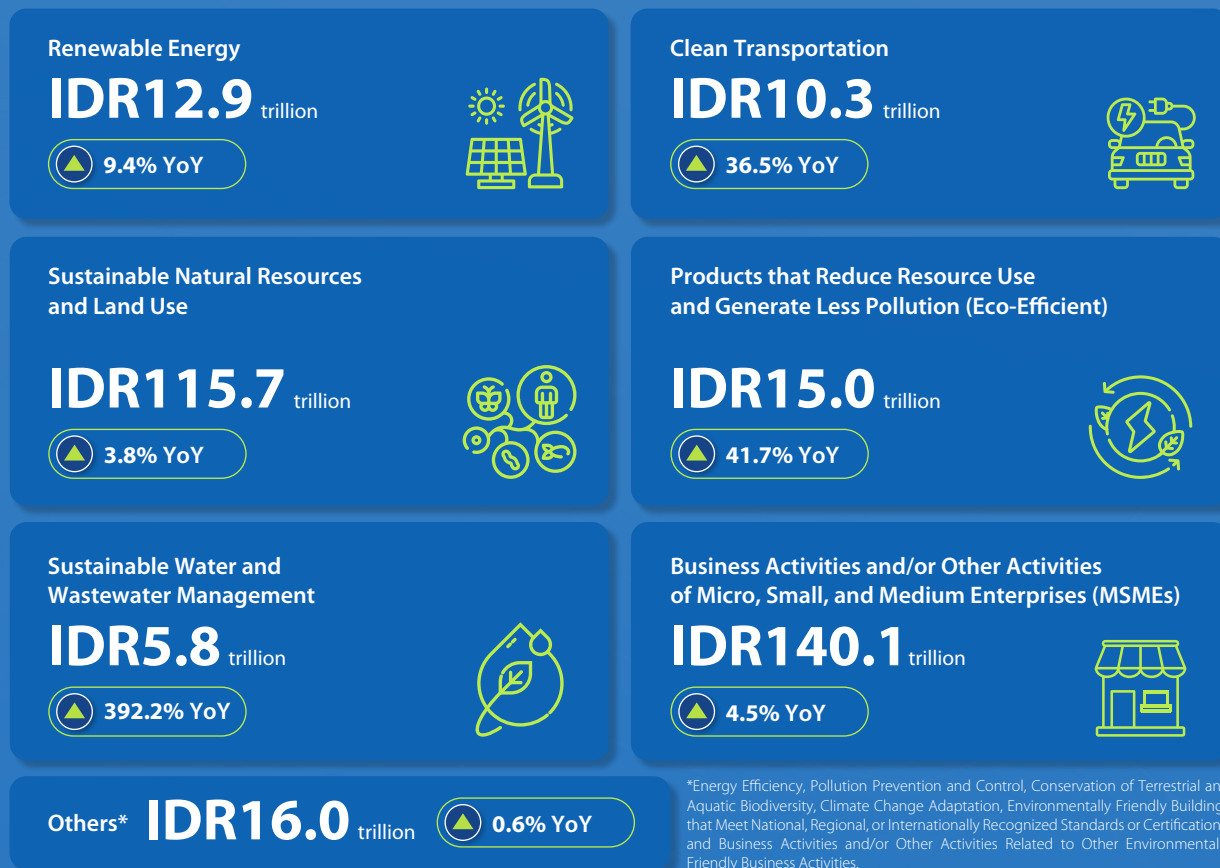 Renewable Energy
IDR12.9 trillion
9.4% YoY
Clean Transportation
IDR10.3 trillion
36.5% YoY
Sustainable Natural Resources
and Land Use
IDR115.7 trillion
3.8% YoY
Products that Reduce Resource Use
and Generate Less Pollution (Eco-Efficient)
IDR15.0 trillion
41.7% YoY
Sustainable Water and
Wastewater Management
IDR5.8 trillion
392.2% YoY
Business Activities and/or Other Activities
of Micro, Small, and Medium Enterprises (MSMEs)
IDR140.1 trillion
4.5% YoY
Others* IDR16.0 trillion 0.6% YoY
*Energy Efficiency, Pollution Prevention and Control, Conservation of Terrestrial an
Aquatic Biodiversity, Climate Change Adaptation, Environmentally Friendly Building
that Meet National, Regional, or Internationally Recognized Standards or Certification
and Business Activities and/or Other Activities Related to Other Environmental
Friendly Business Activities.